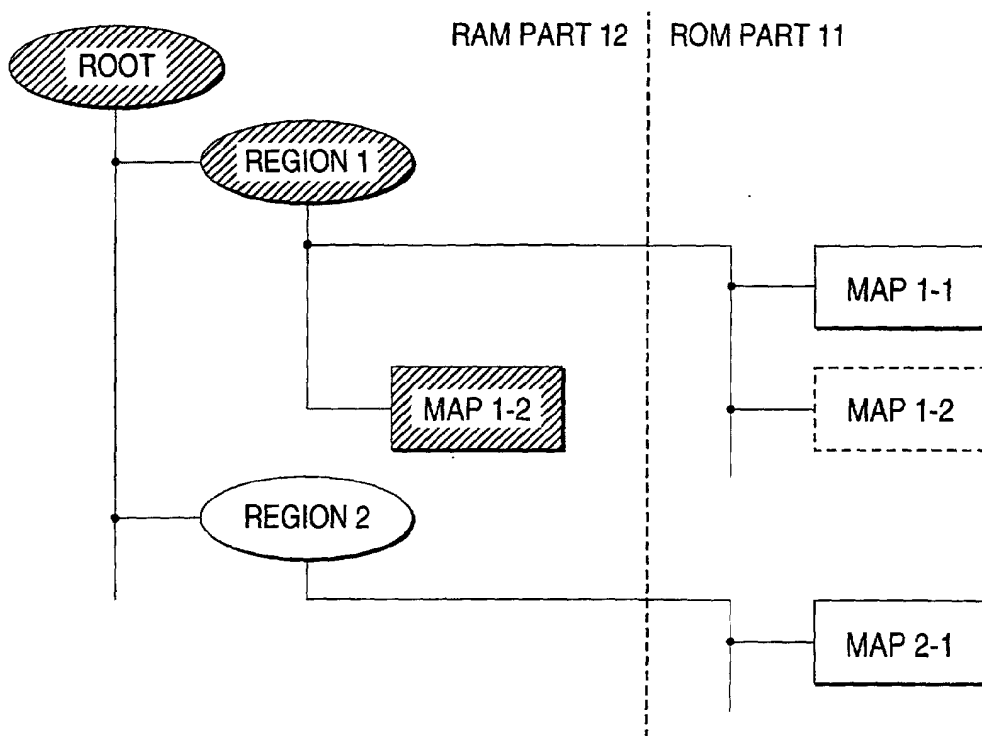 RAM PART 12
ROM PART 11
ROOT
REGION 1
MAP 1-1
MAP 1-2
MAP 1-2
REGION 2
MAP 2-1